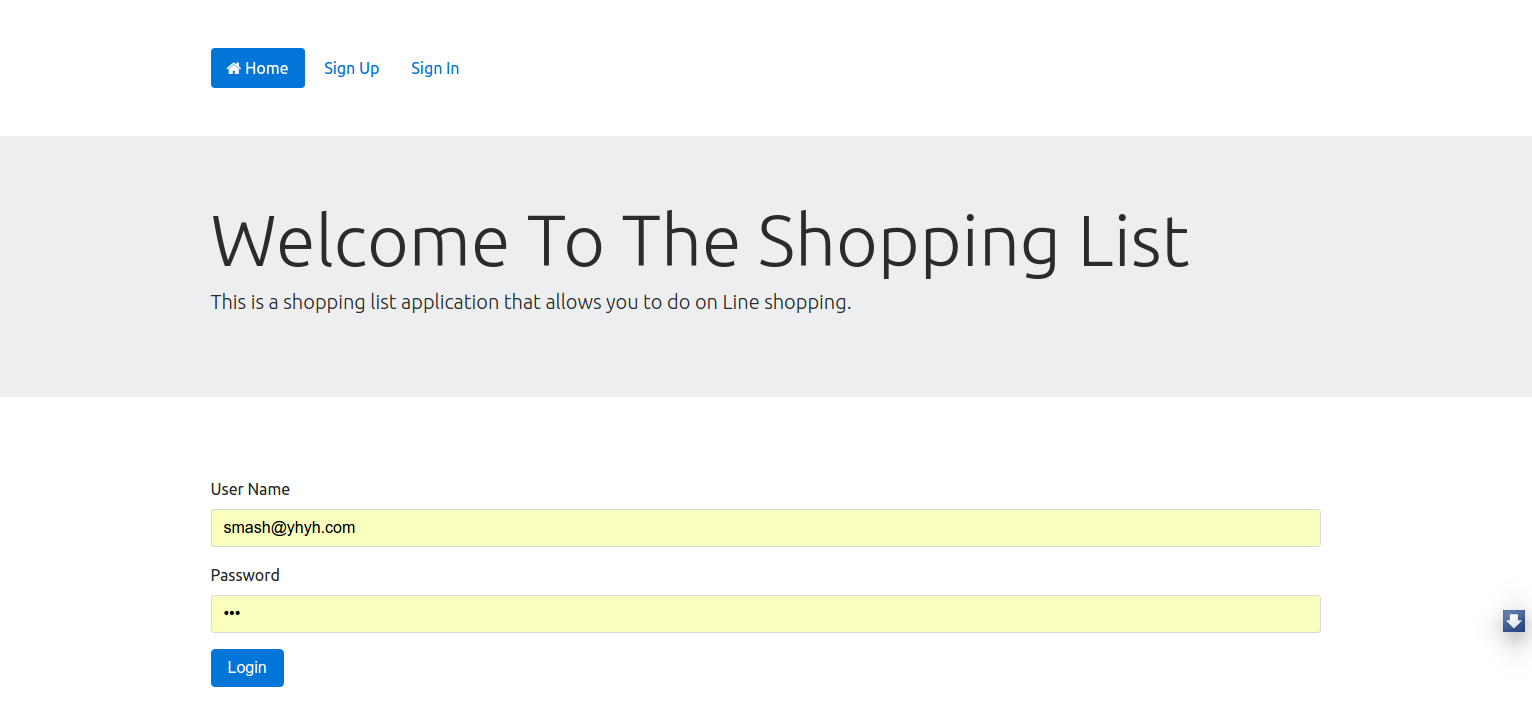 Home Sign Up Sign In
Welcome To The Shopping List
This is a shopping list application that allows you to do on Line shopping.
User Name
smash@yhyh.com
Password
•••
Login